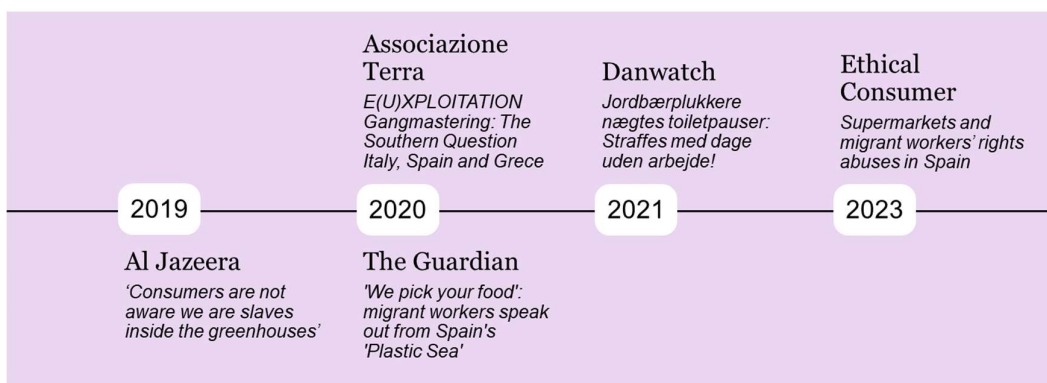 Associazione
Terra
E(U)XPLOITATION
Gangmastering: The
Southern Question
Italy, Spain and Grece
Danwatch
Jordbærplukkere
nægtes toiletpauser:
Straffes med dage
uden arbejde!
Ethical
Consumer
Supermarkets and
migrant workers’ rights
abuses in Spain
2019
2020
2021
2023
Al Jazeera
‘Consumers are not
aware we are slaves
inside the greenhouses’
The Guardian
'We pick your food':
migrant workers speak
out from Spain's
'Plastic Sea'